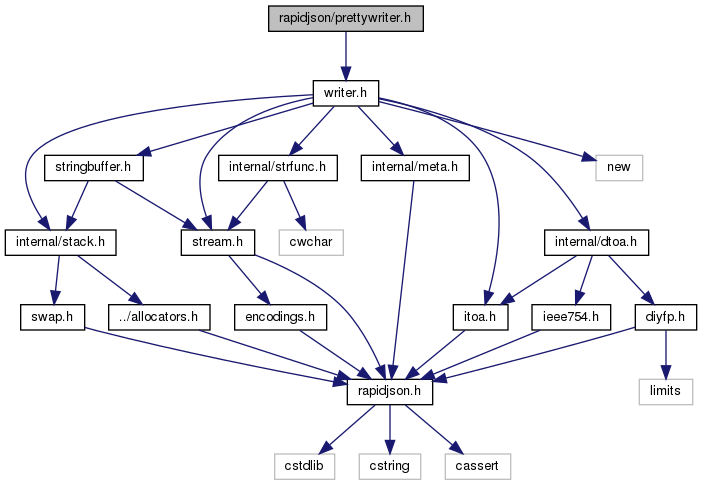 rapidjson/prettywriter.h
writer.h
stringbuffer.h
internal/strfunc.h
internal/meta.h
new
internal/stack.h
stream.h
cwchar
internal/dtoa.h
swap.h
../allocators.h
encodings.h
itoa.h
ieee754.h
diyfp.h
rapidjson.h
limits
cstdlib
cstring
cassert